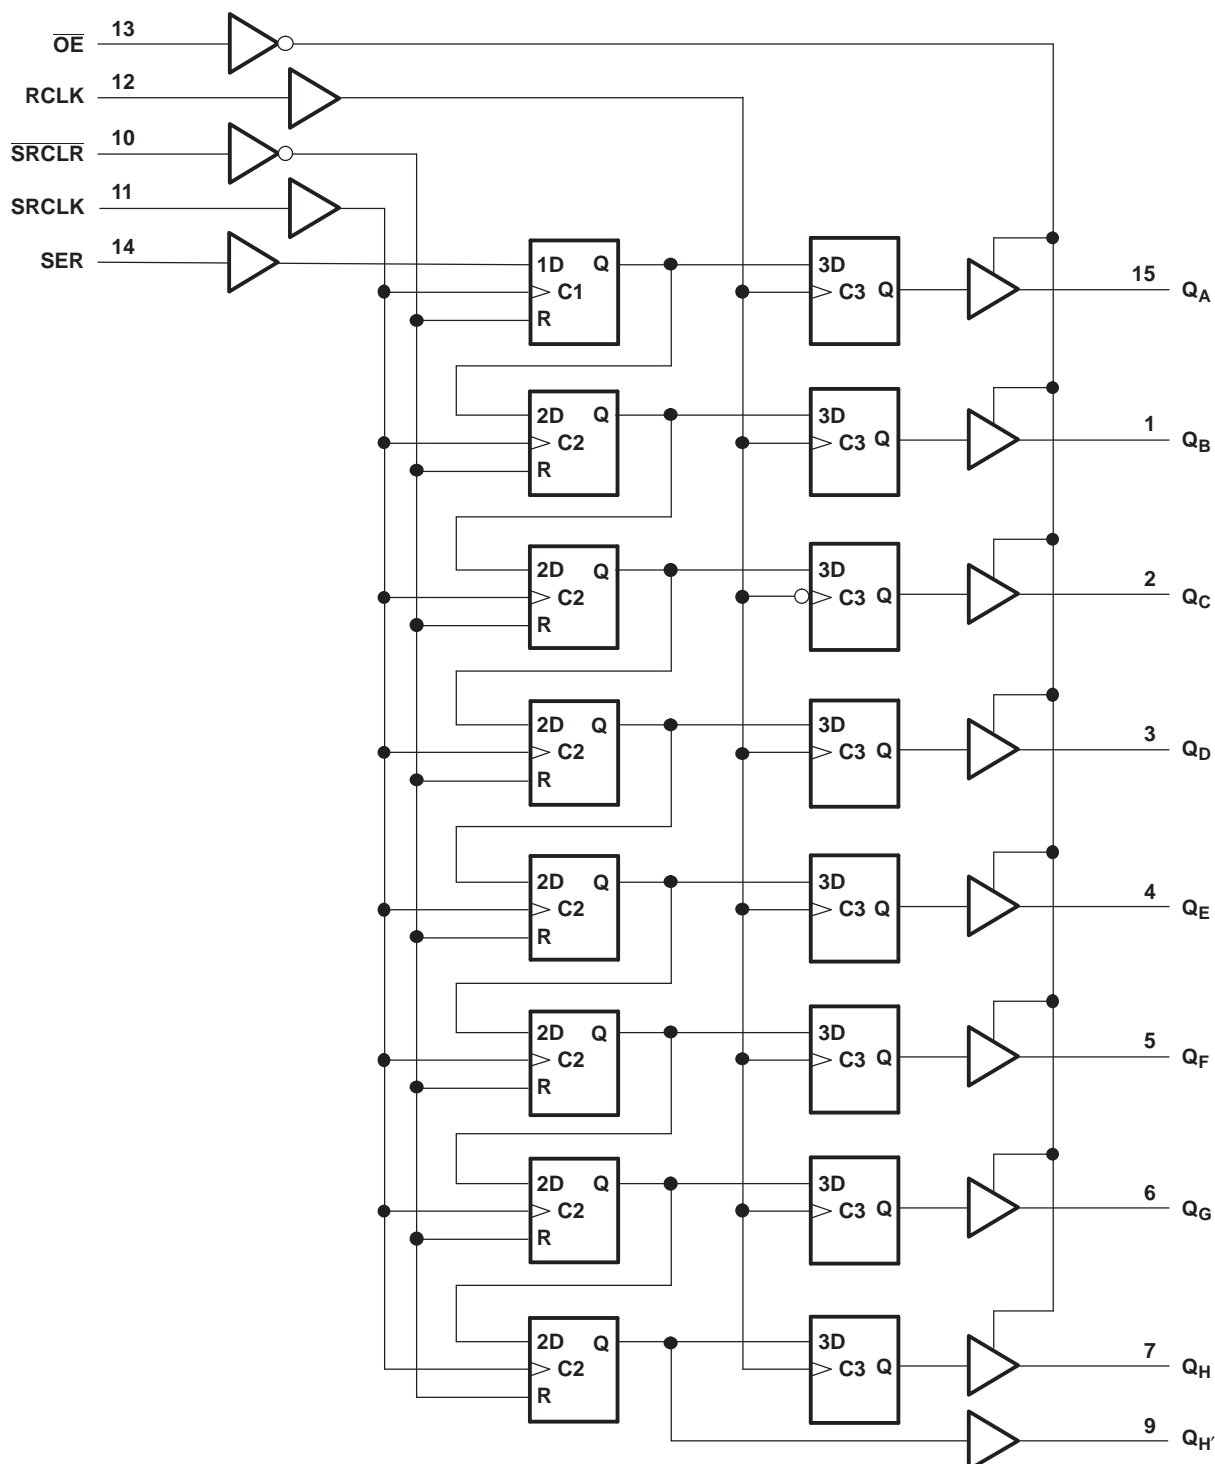 OE 13
RCLK 12
SRCLR 10
SRCLK 11
SER 14
1D Q 3D
C1 C3 Q 15 QA
R
2D Q 3D
C2 C3 Q 1 QB
R
2D Q 3D
C2 C3 Q 2 QC
R
2D Q 3D
C2 C3 Q 3 QD
R
2D Q 3D
C2 C3 Q 4 QE
R
2D Q 3D
C2 C3 Q 5 QF
R
2D Q 3D
C2 C3 Q 6 QG
R
2D Q 3D
C2 C3 Q 7 QH
R
9 QH′